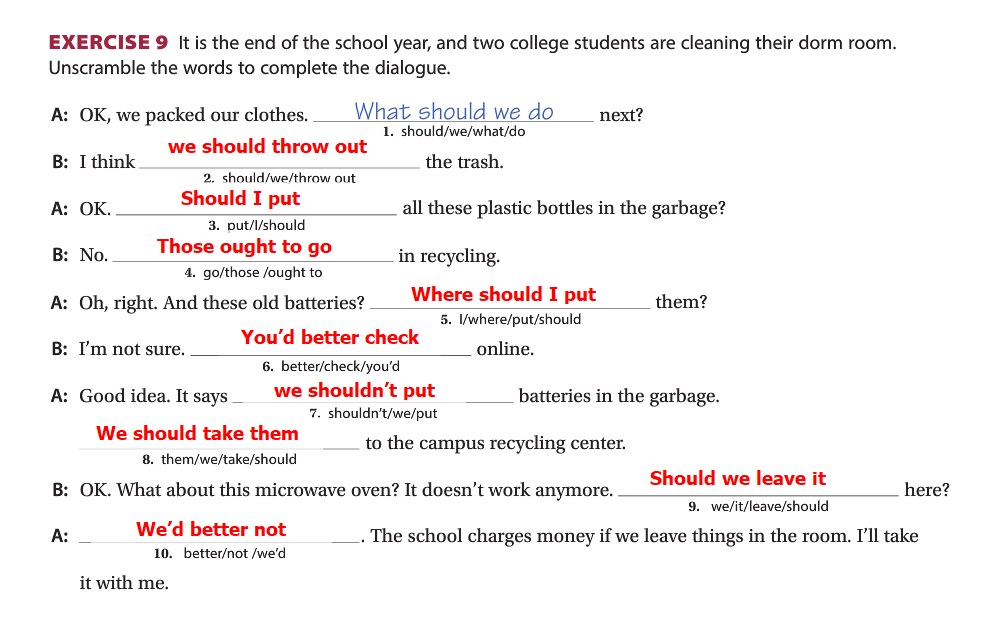 EXERCISE 9 It is the end of the school year, and two college students are cleaning their dorm room.
Unscramble the words to complete the dialogue.
A: OK, we packed our clothes. What should we do next?
1. should/we/what/do
B: I think we should throw out the trash.
2. should/we/throw out
A: OK. Should I put all these plastic bottles in the garbage?
3. put/I/should
B: No. Those ought to go in recycling.
4. go/those /ought to
A: Oh, right. And these old batteries? Where should I put them?
5. I/where/put/should
B: I'm not sure. You'd better check online.
6. better/check/you'd
A: Good idea. It says we shouldn't put batteries in the garbage.
7. shouldn't/we/put
We should take them to the campus recycling center.
8. them/we/take/should
B: OK. What about this microwave oven? It doesn't work anymore. Should we leave it here?
9. we/it/leave/should
A: We'd better not. The school charges money if we leave things in the room. I'll take
10. better/not /we'd
it with me.